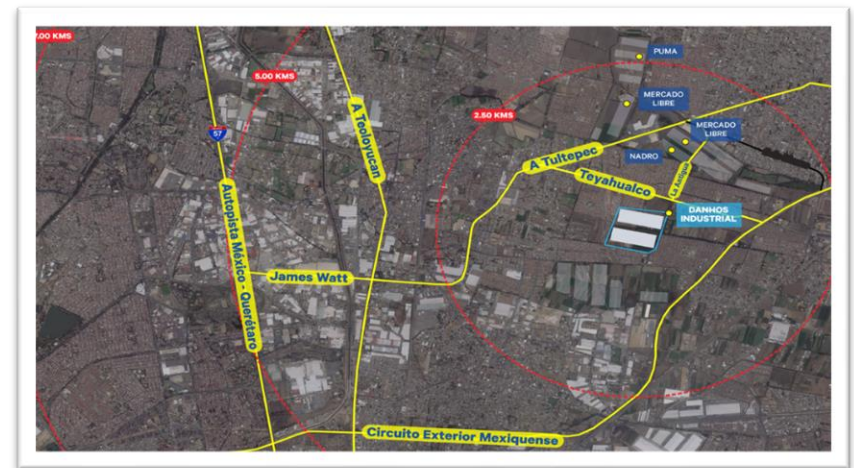 7.00 KMS
PUMA
5.00 KMS
MERCADO
LIBRE
A Tooloyucan
2.50 KMS
57
MERCADO
LIBRE
A Tultepec
NADRO
Teyahualco
La Antigua
Autopista México - Querétaro
DANHOS
INDUSTRIAL
James Watt
Circuito Exterior Mexiquense